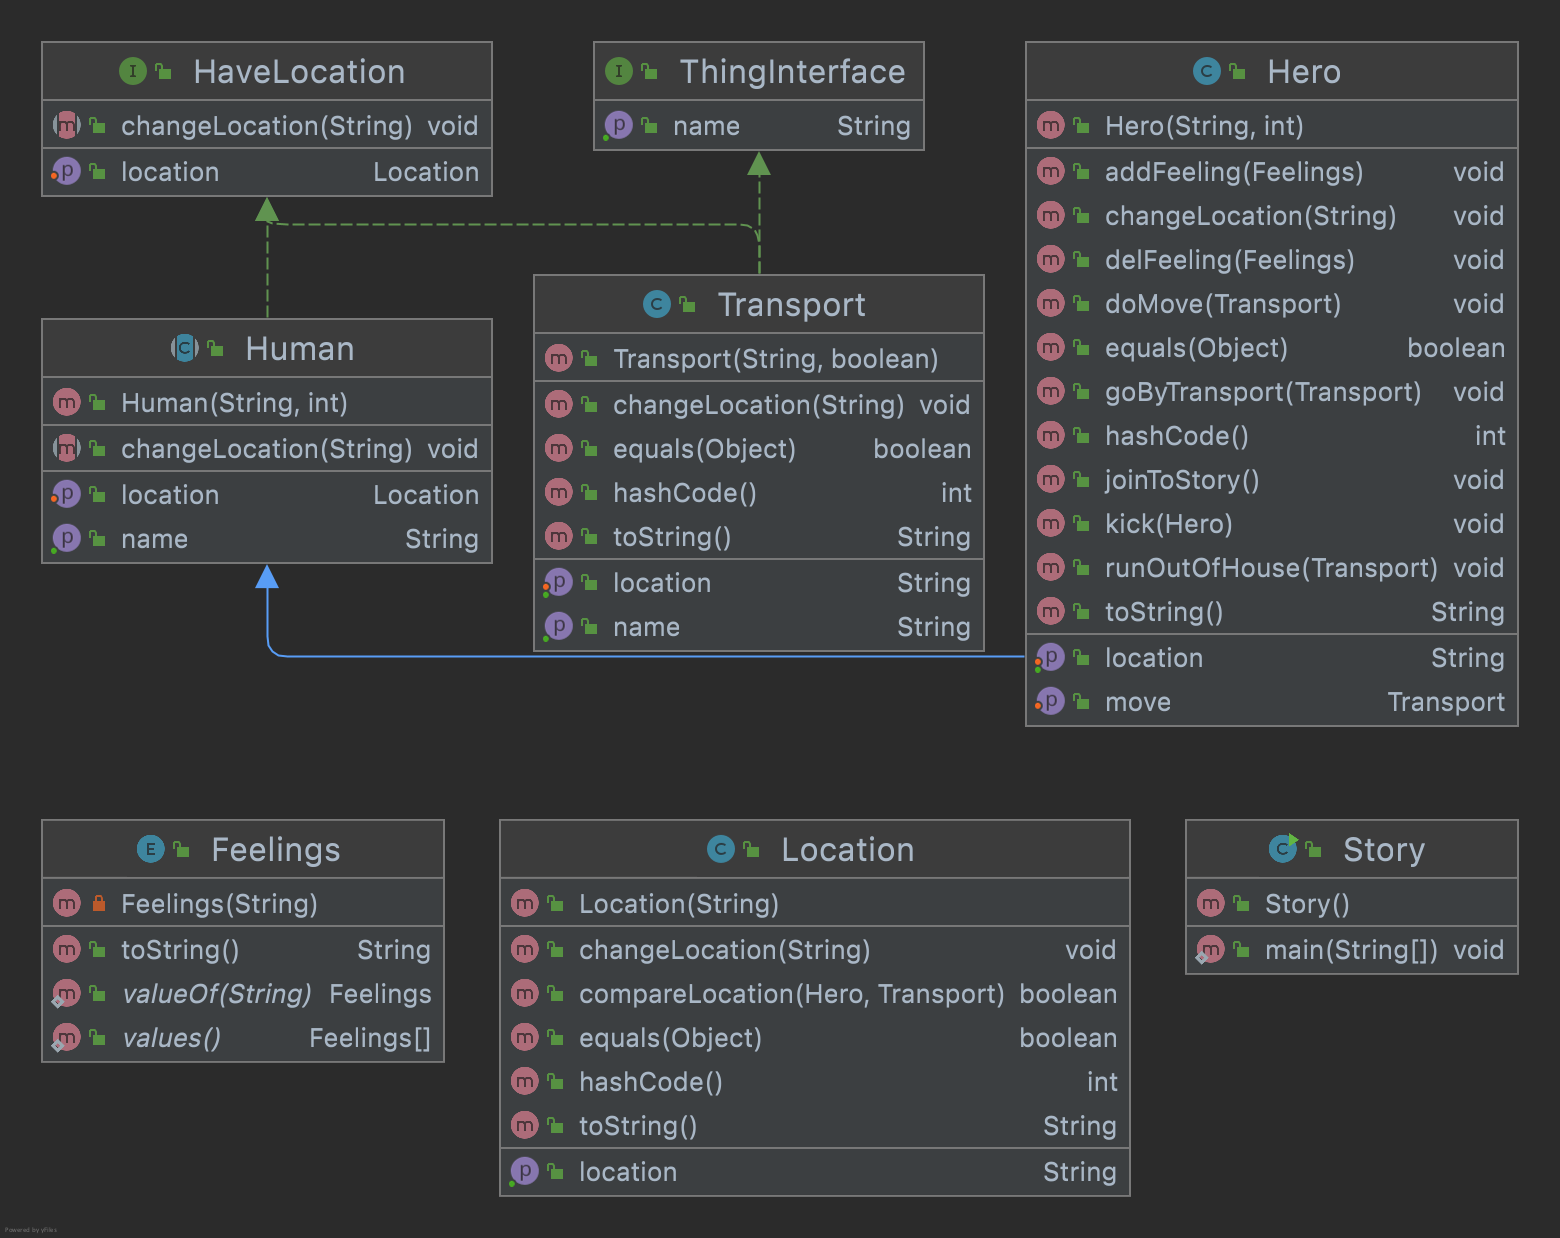 HaveLocation
changeLocation(String) void
location Location
ThingInterface
name String
Hero
Hero(String, int)
addFeeling(Feelings) void
changeLocation(String) void
delFeeling(Feelings) void
doMove(Transport) void
equals(Object) boolean
goByTransport(Transport) void
hashCode() int
joinToStory() void
kick(Hero) void
runOutOfHouse(Transport) void
toString() String
location String
move Transport
Human
Human(String, int)
changeLocation(String) void
location Location
name String
Transport
Transport(String, boolean)
changeLocation(String) void
equals(Object) boolean
hashCode() int
toString() String
location String
name String
Feelings
Feelings(String)
toString() String
valueOf(String) Feelings
values() Feelings[]
Location
Location(String)
changeLocation(String) void
compareLocation(Hero, Transport) boolean
equals(Object) boolean
hashCode() int
toString() String
location String
Story
Story()
main(String[]) void
Powered by yFiles